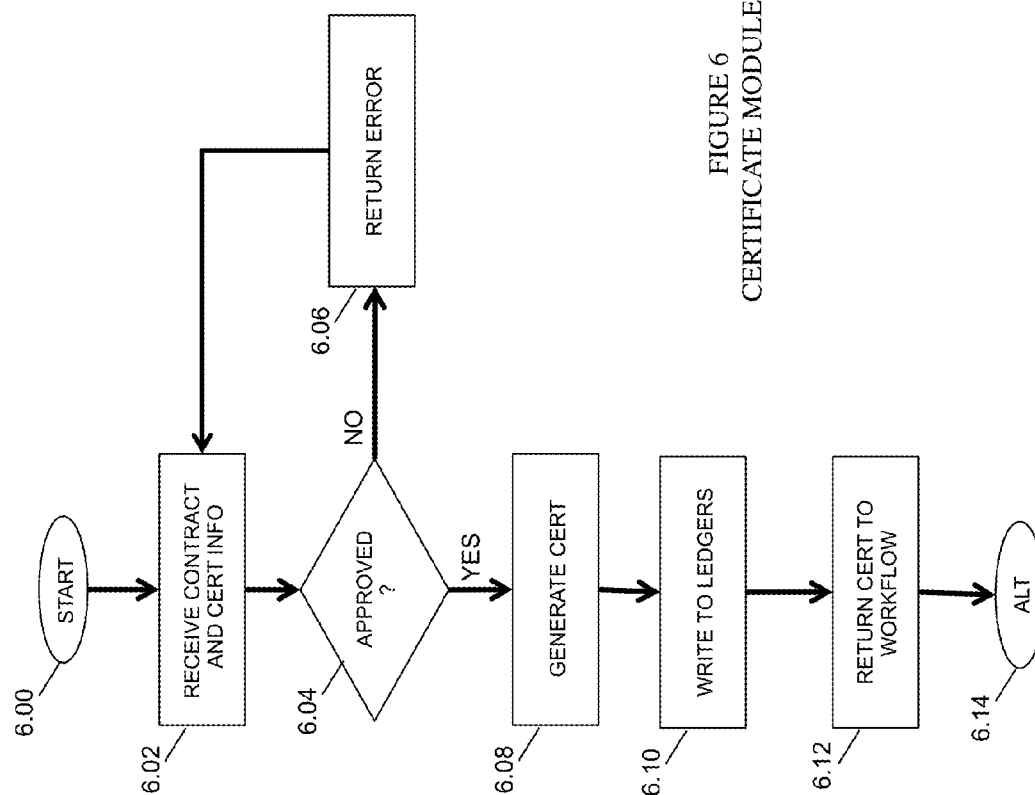 6.00
START
6.02
RECEIVE CONTRACT
AND CERT INFO
6.04
APPROVED
?
NO
6.06
RETURN ERROR
YES
6.08
GENERATE CERT
6.10
WRITE TO LEDGERS
6.12
RETURN CERT TO
WORKFLOW
6.14
ALT
FIGURE 6
CERTIFICATE MODULE